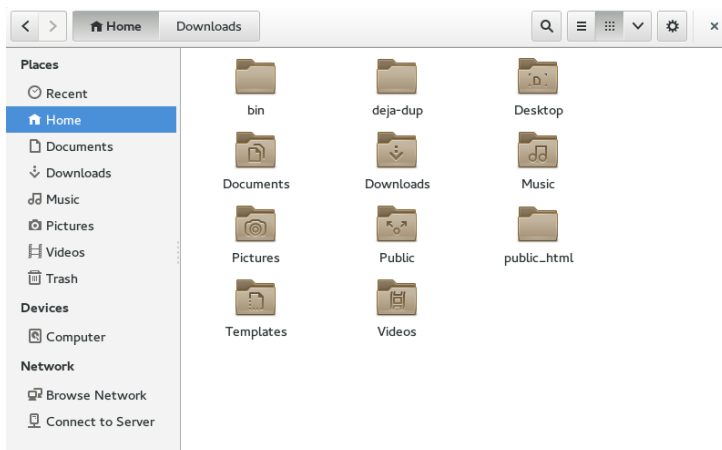 Home Downloads
Places
Recent
Home
Documents
Downloads
Music
Pictures
Videos
Trash
Devices
Computer
Network
Browse Network
Connect to Server
bin deja-dup Desktop
Documents Downloads Music
Pictures Public public_html
Templates Videos